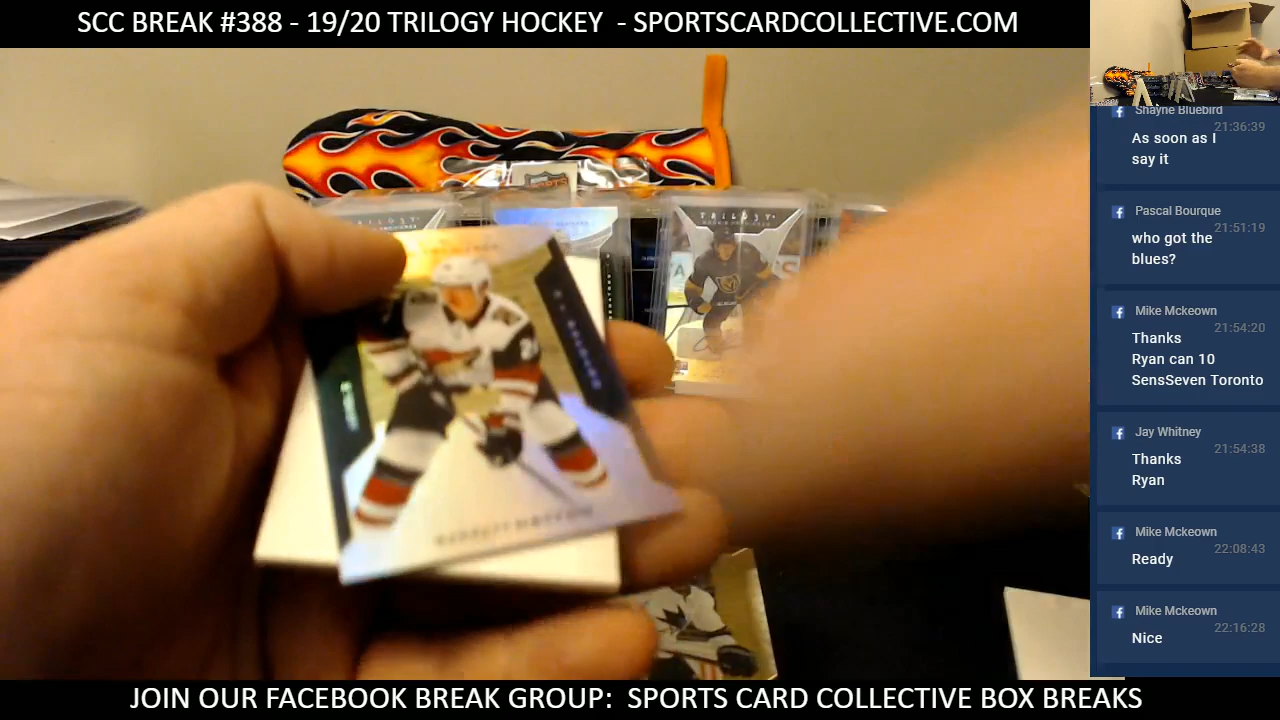 SCC BREAK #388 - 19/20 TRILOGY HOCKEY - SPORTSCARDCOLLECTIVE.COM
Shayne Bluebird
21:36:39
As soon as I
say it
Pascal Bourque
21:51:19
who got the
blues?
Mike Mckeown
21:54:20
Thanks
Ryan can 10
SensSeven Toronto
Jay Whitney
21:54:38
Thanks
Ryan
Mike Mckeown
22:08:43
Ready
Mike Mckeown
22:16:28
Nice
TRILOGY
JOIN OUR FACEBOOK BREAK GROUP: SPORTS CARD COLLECTIVE BOX BREAKS